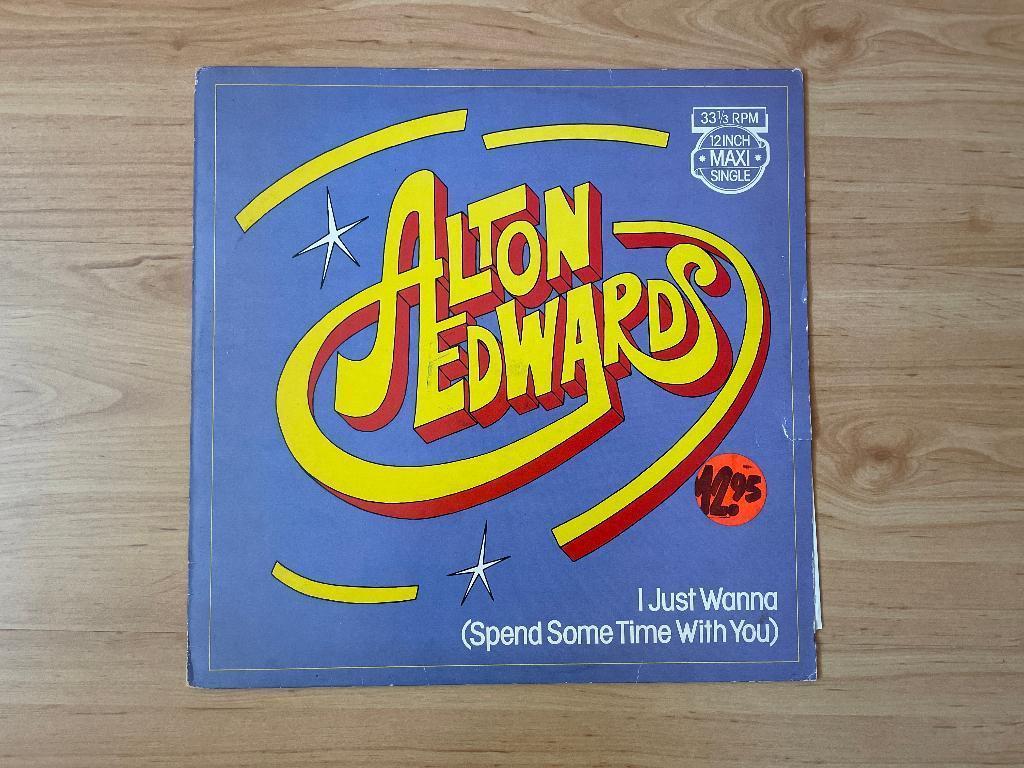 33⅓ RPM
12 INCH
* MAXI *
SINGLE
ALTON
EDWARDS
12.95
I Just Wanna
(Spend Some Time With You)